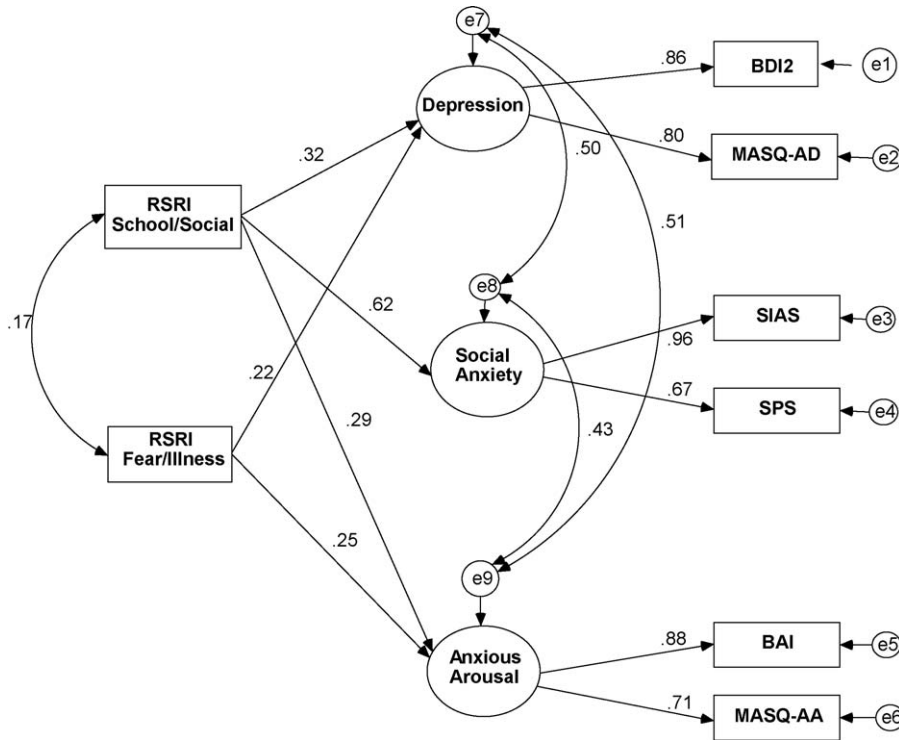 e7
.86
BDI2
e1
Depression
.32
.50
.80
MASQ-AD
e2
RSRI
School/Social
.51
.17
.62
e8
SIAS
e3
Social
Anxiety
.96
.22
.67
SPS
e4
.29
.43
RSRI
Fear/Illness
.25
e9
.88
BAI
e5
Anxious
Arousal
.71
MASQ-AA
e6